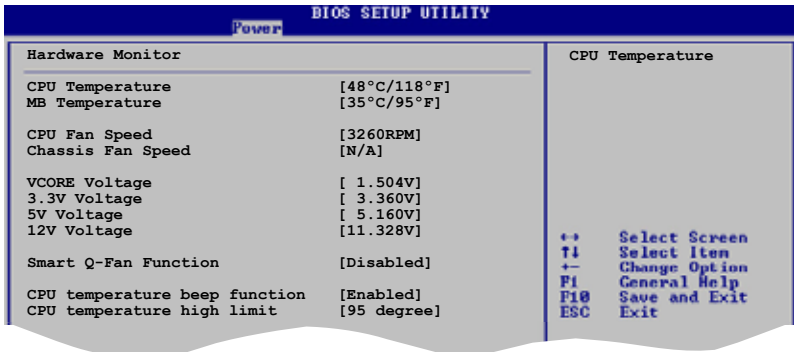 BIOS SETUP UTILITY
Power
Hardware Monitor
CPU Temperature [48°C/118°F]
MB Temperature [35°C/95°F]
CPU Fan Speed [3260RPM]
Chassis Fan Speed [N/A]
VCORE Voltage [ 1.504V]
3.3V Voltage [ 3.360V]
5V Voltage [ 5.160V]
12V Voltage [11.328V]
Smart Q-Fan Function [Disabled]
CPU temperature beep function [Enabled]
CPU temperature high limit [95 degree]
CPU Temperature
←→ Select Screen
↑↓ Select Item
+- Change Option
F1 General Help
F10 Save and Exit
ESC Exit